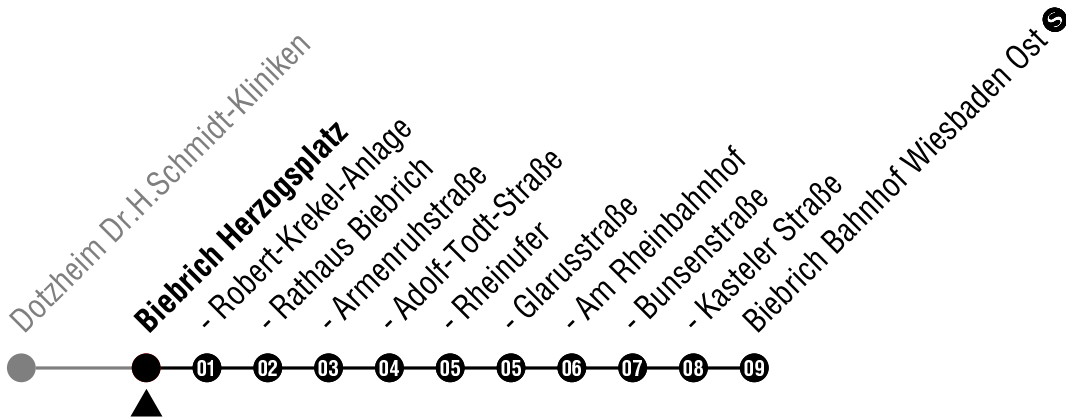 Dotzheim Dr.H.Schmidt-Kliniken
Biebrich Herzogsplatz
- Robert-Krekel-Anlage
- Rathaus Biebrich
- Armenruhstraße
- Adolf-Todt-Straße
- Rheinufer
- Glarusstraße
- Am Rheinbahnhof
- Bunsenstraße
- Kasteler Straße
Biebrich Bahnhof Wiesbaden Ost S
01 02 03 04 05 05 06 07 08 09